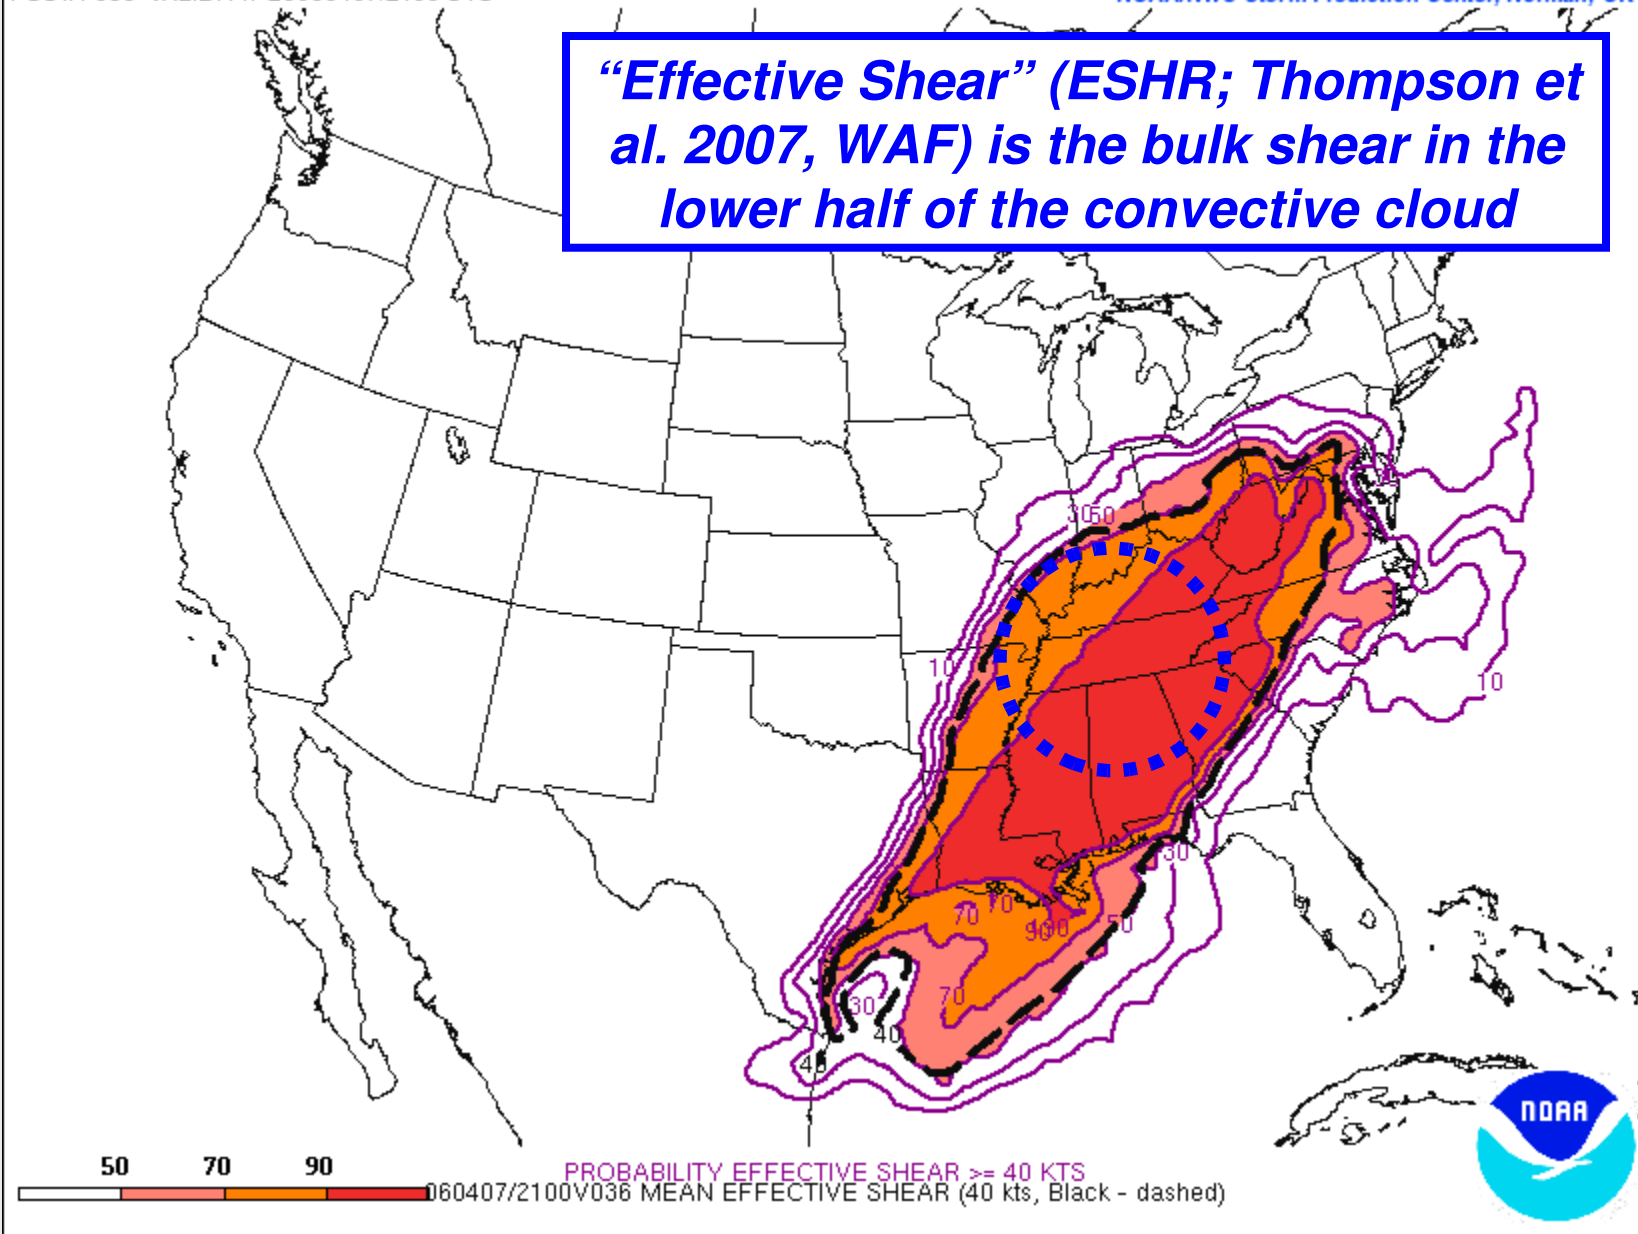 “Effective Shear” (ESHR; Thompson et
al. 2007, WAF) is the bulk shear in the
lower half of the convective cloud
3050
10
10
30
70
70
90
50
30
70
40
40
NOAA
50 70 90
PROBABILITY EFFECTIVE SHEAR >= 40 KTS
060407/2100V036 MEAN EFFECTIVE SHEAR (40 kts, Black - dashed)